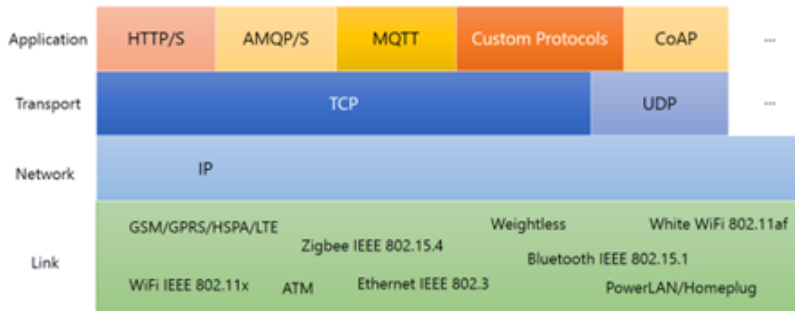 Application HTTP/S AMQP/S MQTT Custom Protocols CoAP ...
Transport TCP UDP ...
Network IP
Link
GSM/GPRS/HSPA/LTE Weightless White WiFi 802.11af
Zigbee IEEE 802.15.4 Bluetooth IEEE 802.15.1
WiFi IEEE 802.11x ATM Ethernet IEEE 802.3 PowerLAN/Homeplug